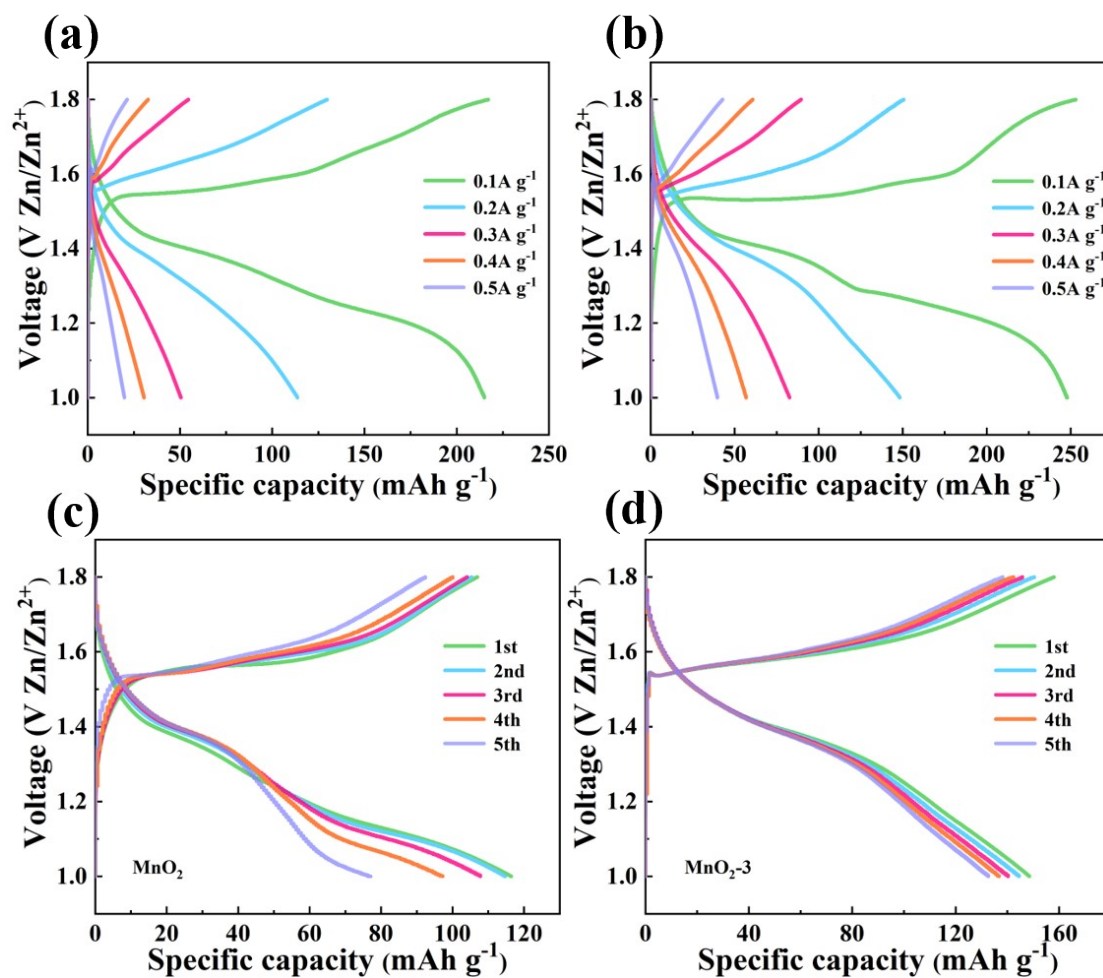 (a)
1.8
1.6
1.4
1.2
1.0
Voltage (V Zn/Zn²⁺)
0.1A g⁻¹
0.2A g⁻¹
0.3A g⁻¹
0.4A g⁻¹
0.5A g⁻¹
0 50 100 150 200 250
Specific capacity (mAh g⁻¹)
(b)
1.8
1.6
1.4
1.2
1.0
Voltage (V Zn/Zn²⁺)
0.1A g⁻¹
0.2A g⁻¹
0.3A g⁻¹
0.4A g⁻¹
0.5A g⁻¹
0 50 100 150 200 250
Specific capacity (mAh g⁻¹)
(c)
1.8
1.6
1.4
1.2
1.0
Voltage (V Zn/Zn²⁺)
1st
2nd
3rd
4th
5th
MnO₂
0 20 40 60 80 100 120
Specific capacity (mAh g⁻¹)
(d)
1.8
1.6
1.4
1.2
1.0
Voltage (V Zn/Zn²⁺)
1st
2nd
3rd
4th
5th
MnO₂-3
0 40 80 120 160
Specific capacity (mAh g⁻¹)